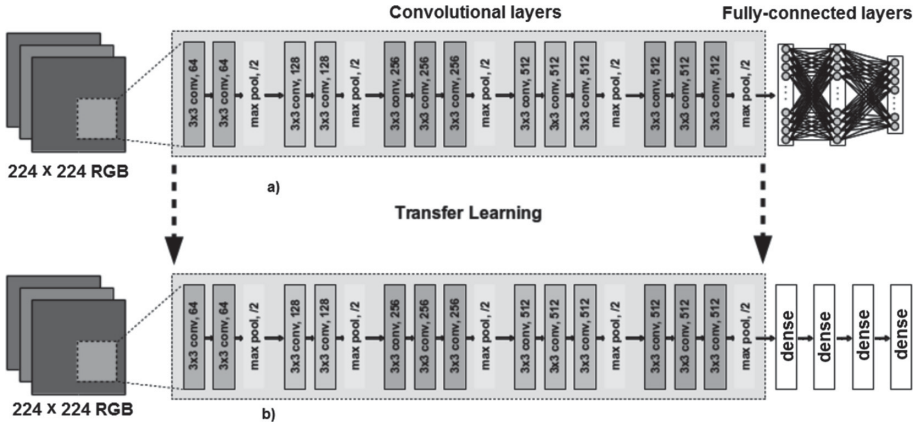 Convolutional layers
Fully-connected layers
3x3 conv, 64
3x3 conv, 64
max pool, /2
3x3 conv, 128
3x3 conv, 128
max pool, /2
3x3 conv, 256
3x3 conv, 256
3x3 conv, 256
max pool, /2
3x3 conv, 512
3x3 conv, 512
3x3 conv, 512
max pool, /2
3x3 conv, 512
3x3 conv, 512
3x3 conv, 512
max pool, /2
224 x 224 RGB
a)
Transfer Learning
3x3 conv, 64
3x3 conv, 64
max pool, /2
3x3 conv, 128
3x3 conv, 128
max pool, /2
3x3 conv, 256
3x3 conv, 256
3x3 conv, 256
max pool, /2
3x3 conv, 512
3x3 conv, 512
3x3 conv, 512
max pool, /2
3x3 conv, 512
3x3 conv, 512
3x3 conv, 512
max pool, /2
dense
dense
dense
dense
224 x 224 RGB
b)